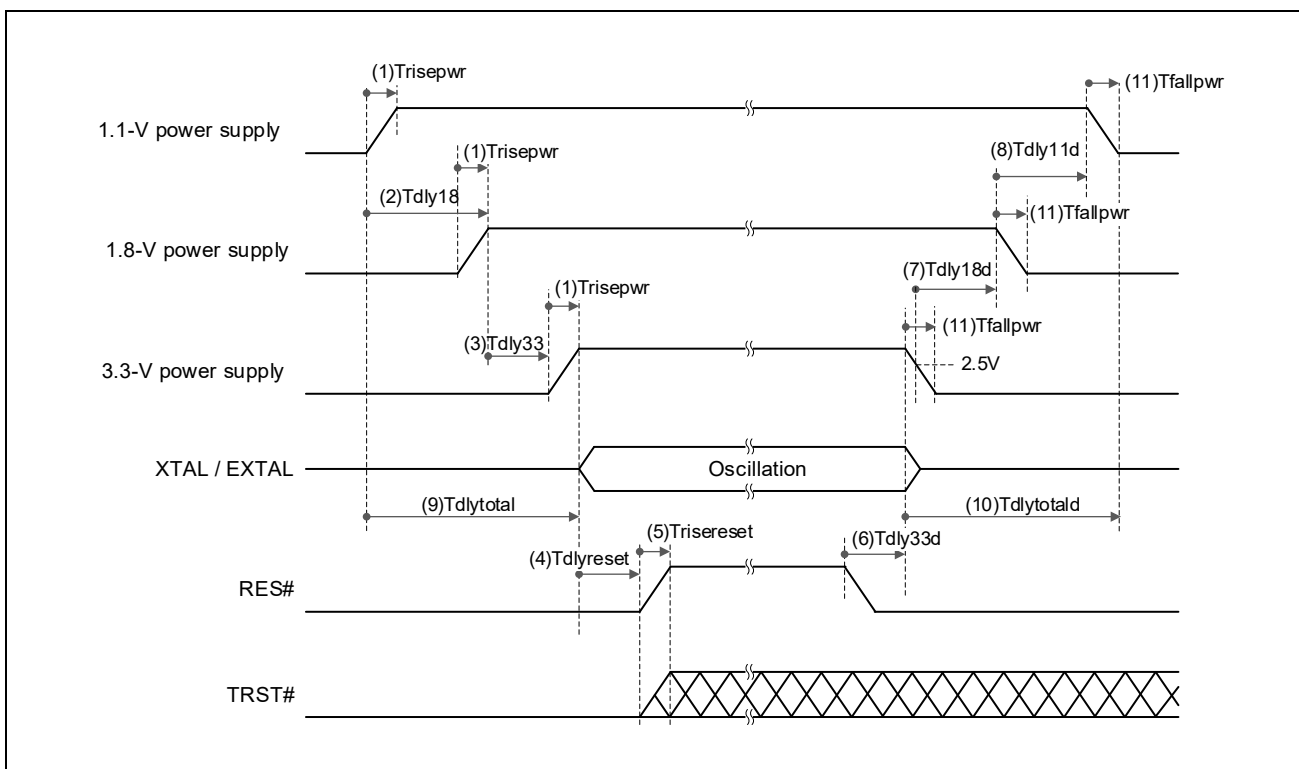 (1)Trisepwr
(11)Tfallpwr
1.1-V power supply
(1)Trisepwr
(8)Tdly11d
(2)Tdly18
(11)Tfallpwr
1.8-V power supply
(7)Tdly18d
(1)Trisepwr
(11)Tfallpwr
(3)Tdly33
2.5V
3.3-V power supply
XTAL / EXTAL
Oscillation
(9)Tdlytotal
(10)Tdlytotald
(5)Trisereset
(6)Tdly33d
(4)Tdlyreset
RES#
TRST#